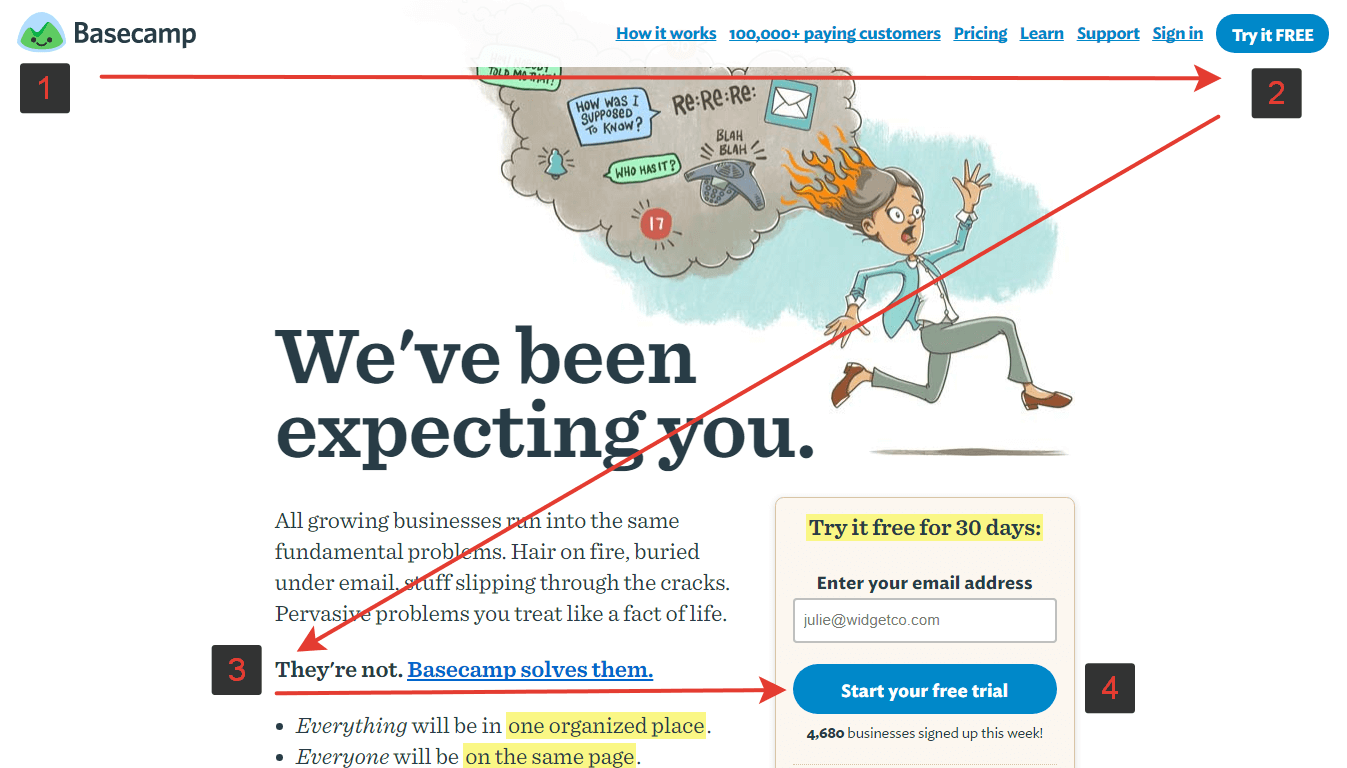 Basecamp
How it works 100,000+ paying customers Pricing Learn Support Sign in Try it FREE
1
2
TOLD ME THAT!
HOW WAS I
SUPPOSED
TO KNOW?
Re:Re:Re:
BLAH
BLAH
WHO HAS IT?
17
We've been
expecting you.
All growing businesses run into the same
fundamental problems. Hair on fire, buried
under email, stuff slipping through the cracks.
Pervasive problems you treat like a fact of life.
3
They're not. Basecamp solves them.
• Everything will be in one organized place.
• Everyone will be on the same page.
Try it free for 30 days:
Enter your email address
julie@widgetco.com
Start your free trial
4
4,680 businesses signed up this week!